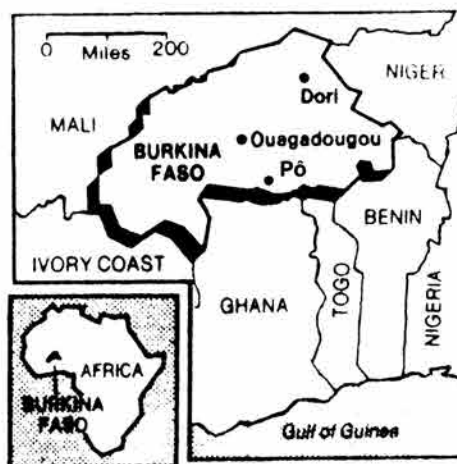 0 200
Miles
NIGER
Dori
MALI
Ouagadougou
BURKINA
FASO
Pô
BENIN
IVORY COAST
GHANA
TOGO
NIGERIA
AFRICA
BURKINA
FASO
Gulf of Guinea